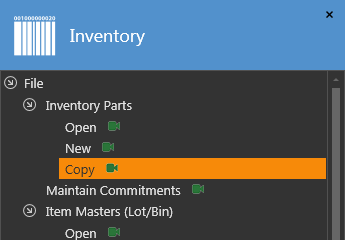 001000000020
Inventory
File
Inventory Parts
Open
New
Copy
Maintain Commitments
Item Masters (Lot/Bin)
Open